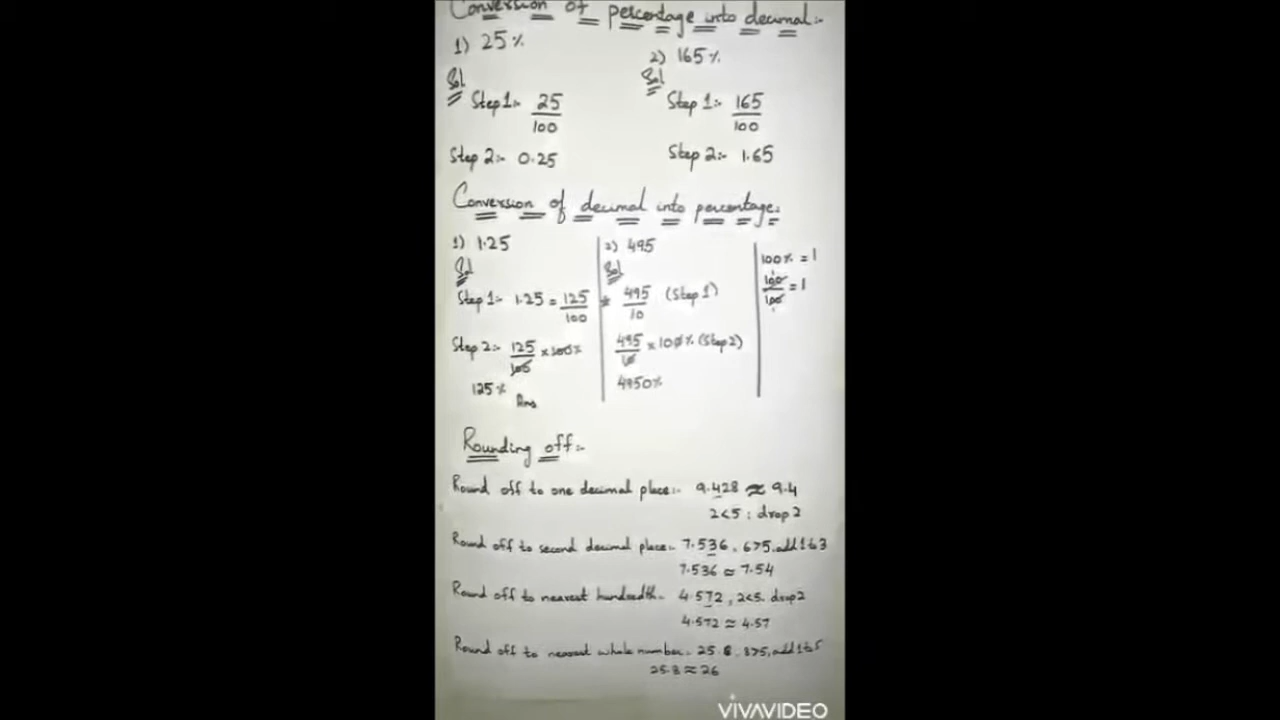 Conversion of percentage into decimal:-
1) 25% 2) 165%
Sol Sol
Step 1:- 25/100 Step 1:- 165/100
Step 2:- 0.25 Step 2:- 1.65
Conversion of decimal into percentage:
1) 1.25 2) 495 100% = 1
Sol Sol 100/100 = 1
Step 1:- 1.25 = 125/100 * 495/10 (Step 1)
Step 2:- 125/100 × 100% 495/10 × 100% (Step 2)
125% Ans 4950%
Rounding off:-
Round off to one decimal place:- 9.428 ≈ 9.4
2<5 : drop 2
Round off to second decimal place:- 7.536, 6>5, add 1 to 3
7.536 ≈ 7.54
Round off to nearest hundredth:- 4.572, 2<5. drop 2
4.572 ≈ 4.57
Round off to nearest whole number:- 25.8, 8>5, add 1 to 5
25.8 ≈ 26
VIVAVIDEO